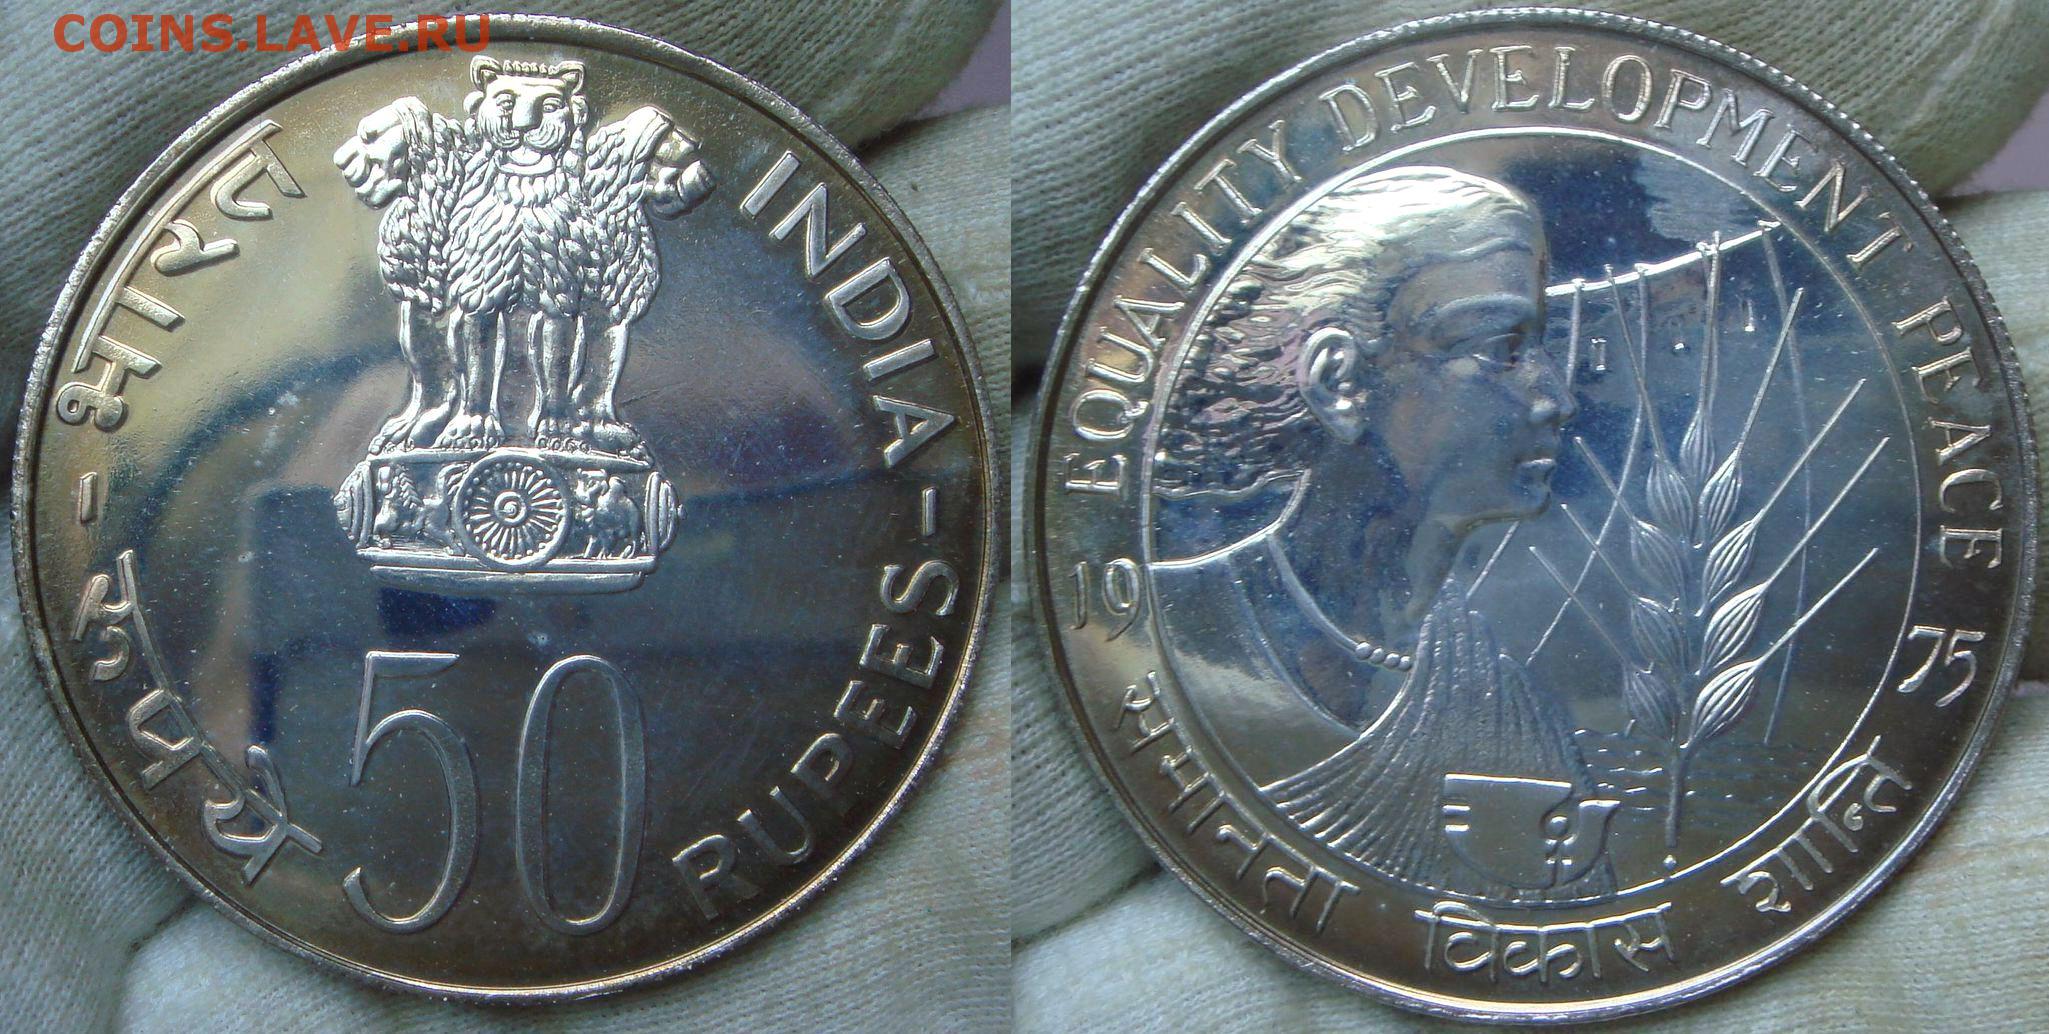 COINS.LAVE.RU
भारत INDIA
रुपये 50 RUPEES
EQUALITY DEVELOPMENT PEACE
19 75
समानता विकास शान्ति